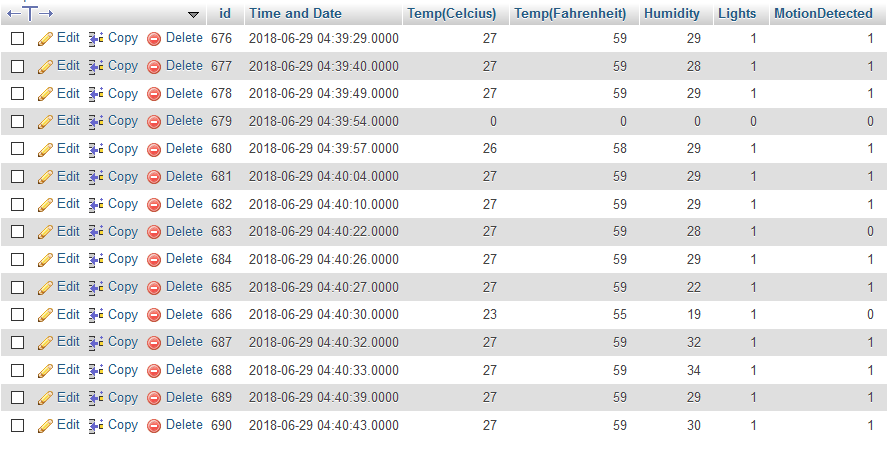 id Time and Date Temp(Celcius) Temp(Fahrenheit) Humidity Lights MotionDetected
Edit Copy Delete 676 2018-06-29 04:39:29.0000 27 59 29 1 1
Edit Copy Delete 677 2018-06-29 04:39:40.0000 27 59 28 1 1
Edit Copy Delete 678 2018-06-29 04:39:49.0000 27 59 29 1 1
Edit Copy Delete 679 2018-06-29 04:39:54.0000 0 0 0 0 0
Edit Copy Delete 680 2018-06-29 04:39:57.0000 26 58 29 1 1
Edit Copy Delete 681 2018-06-29 04:40:04.0000 27 59 29 1 1
Edit Copy Delete 682 2018-06-29 04:40:10.0000 27 59 29 1 1
Edit Copy Delete 683 2018-06-29 04:40:22.0000 27 59 28 1 0
Edit Copy Delete 684 2018-06-29 04:40:26.0000 27 59 29 1 1
Edit Copy Delete 685 2018-06-29 04:40:27.0000 27 59 22 1 1
Edit Copy Delete 686 2018-06-29 04:40:30.0000 23 55 19 1 0
Edit Copy Delete 687 2018-06-29 04:40:32.0000 27 59 32 1 1
Edit Copy Delete 688 2018-06-29 04:40:33.0000 27 59 34 1 1
Edit Copy Delete 689 2018-06-29 04:40:39.0000 27 59 29 1 1
Edit Copy Delete 690 2018-06-29 04:40:43.0000 27 59 30 1 1